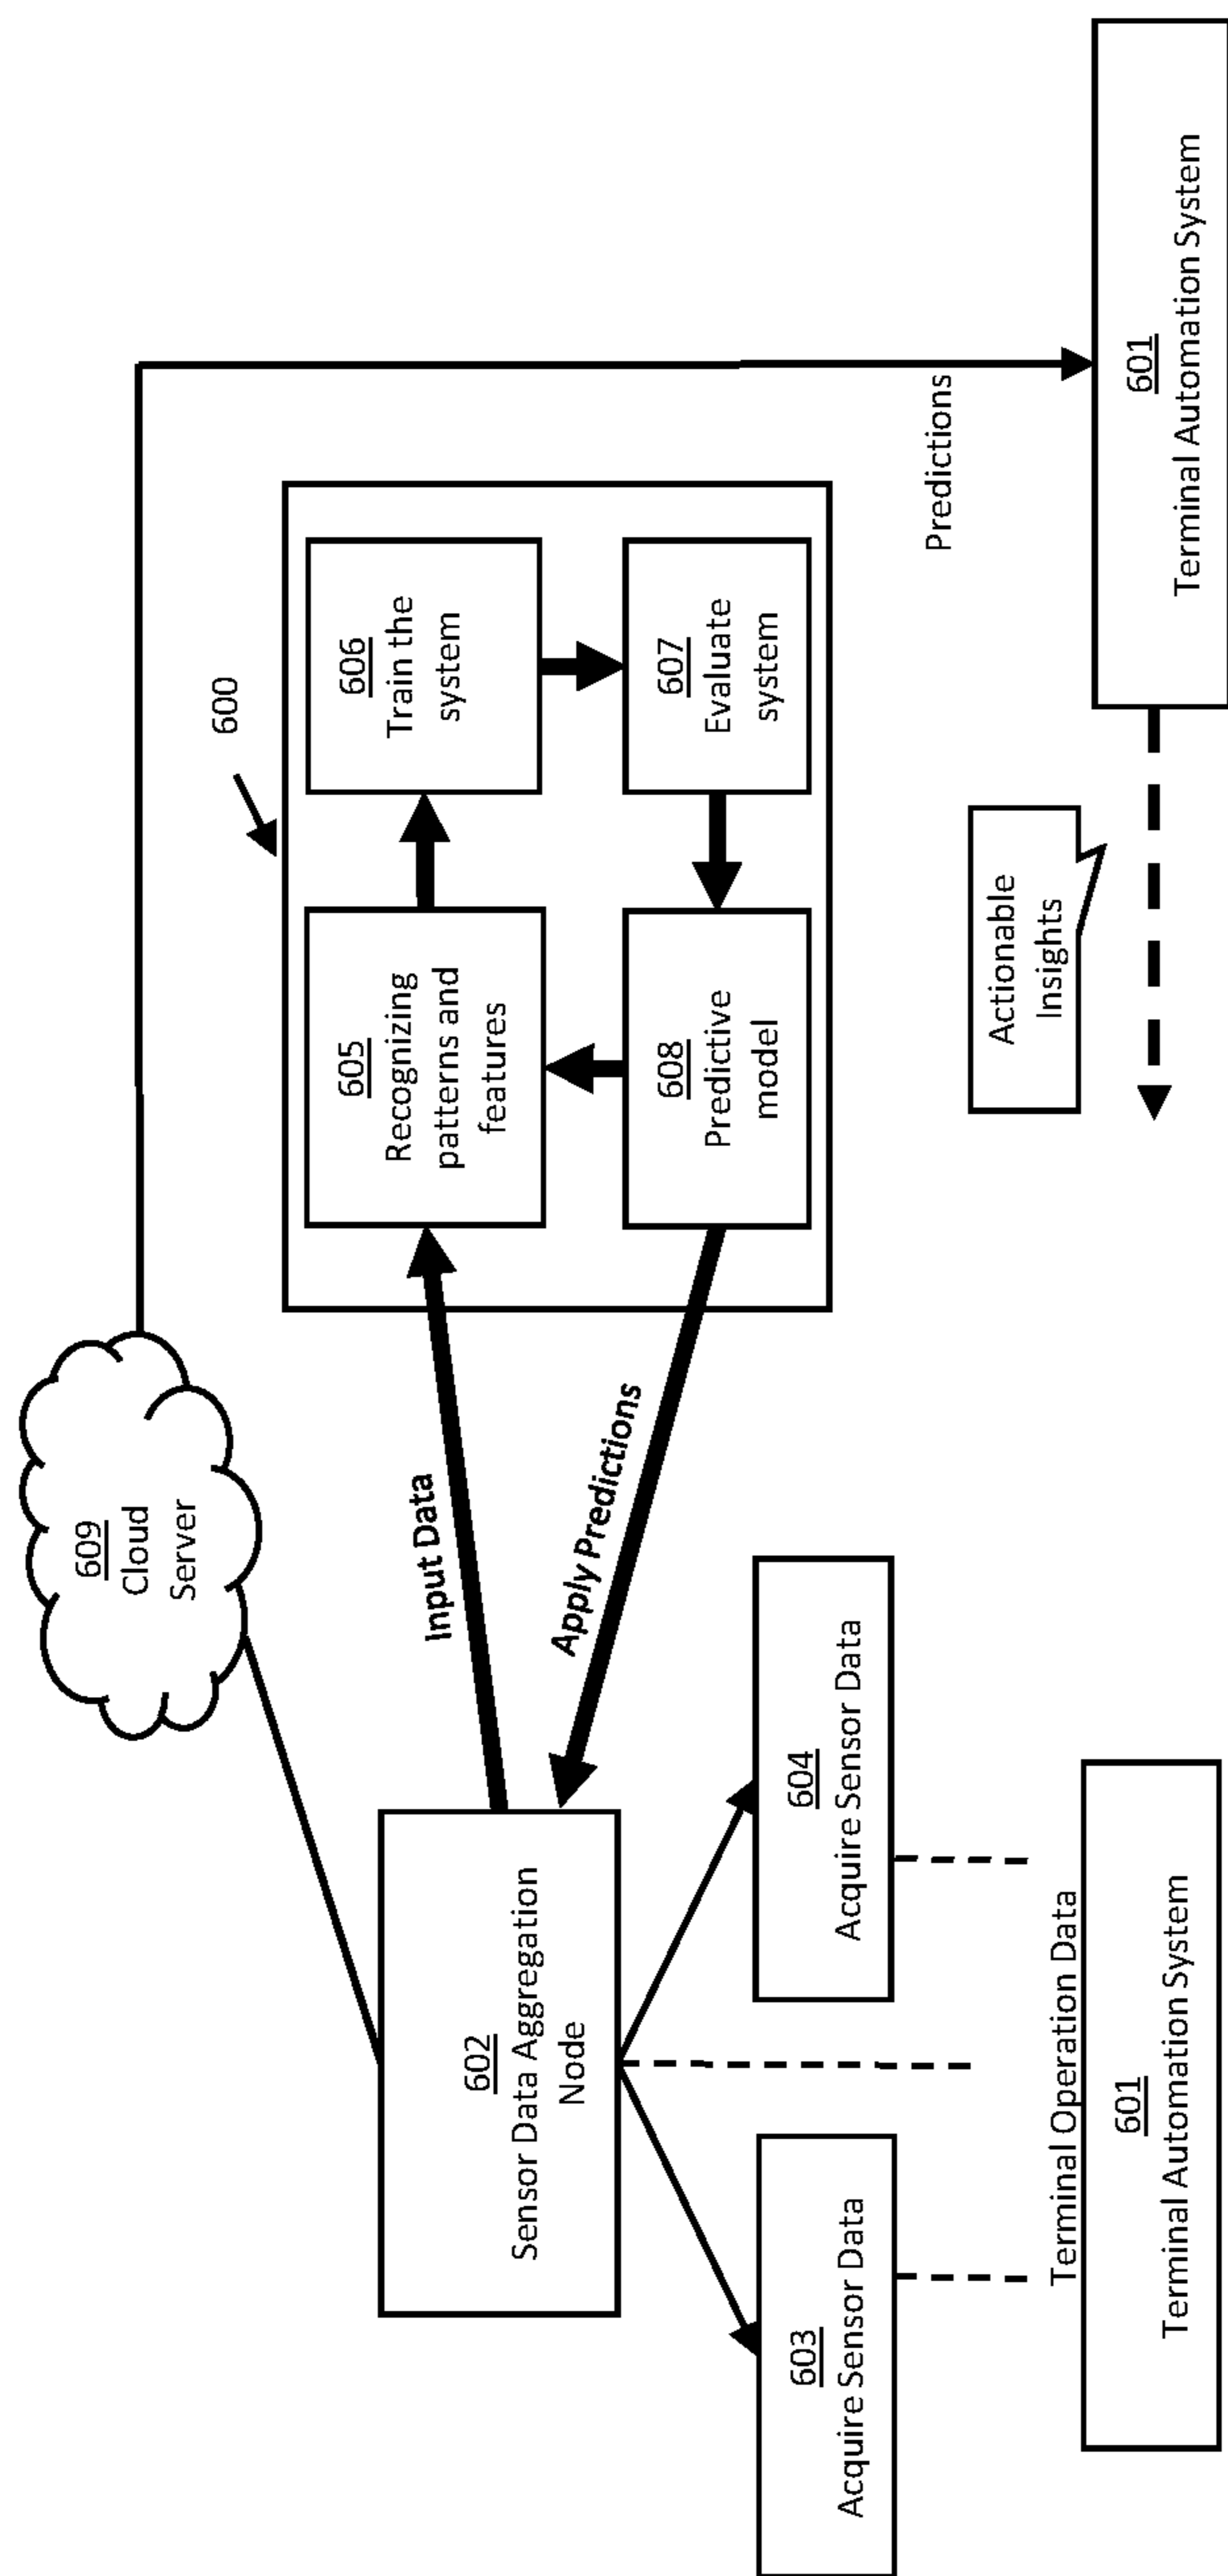 609
Cloud
Server
600
602
Sensor Data Aggregation
Node
Input Data
605
Recognizing
patterns and
features
606
Train the
system
Apply Predictions
608
Predictive
model
607
Evaluate
system
603
Acquire Sensor Data
604
Acquire Sensor Data
Predictions
Actionable
Insights
Terminal Operation Data
601
Terminal Automation System
601
Terminal Automation System